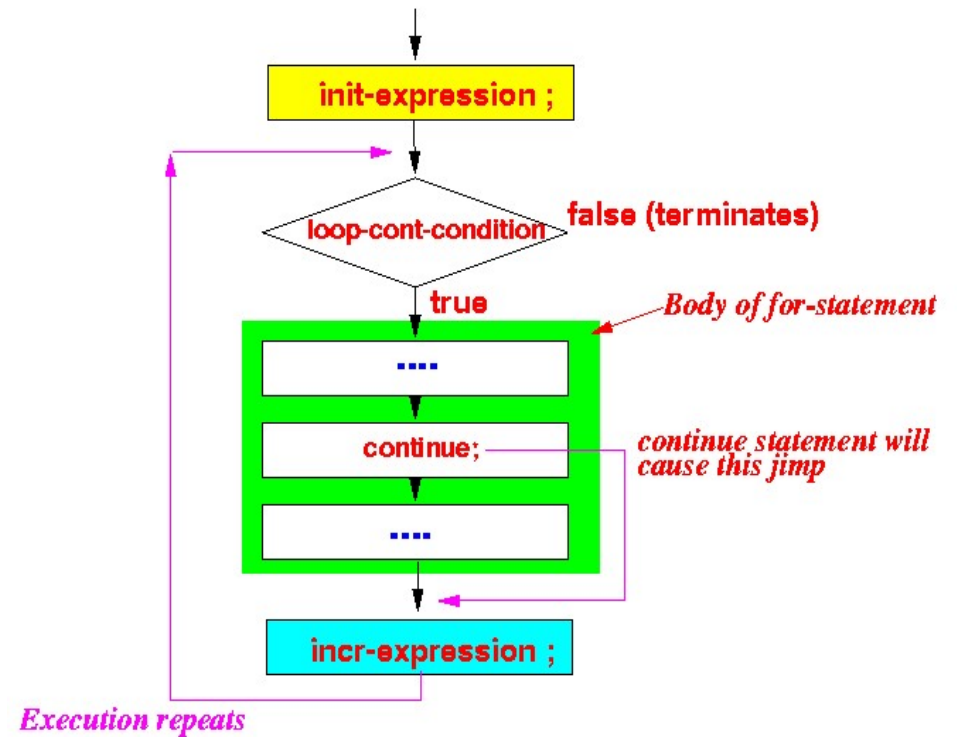 init-expression ;
loop-cont-condition
false (terminates)
true
Body of for-statement
....
continue;
continue statement will
cause this jimp
....
incr-expression ;
Execution repeats